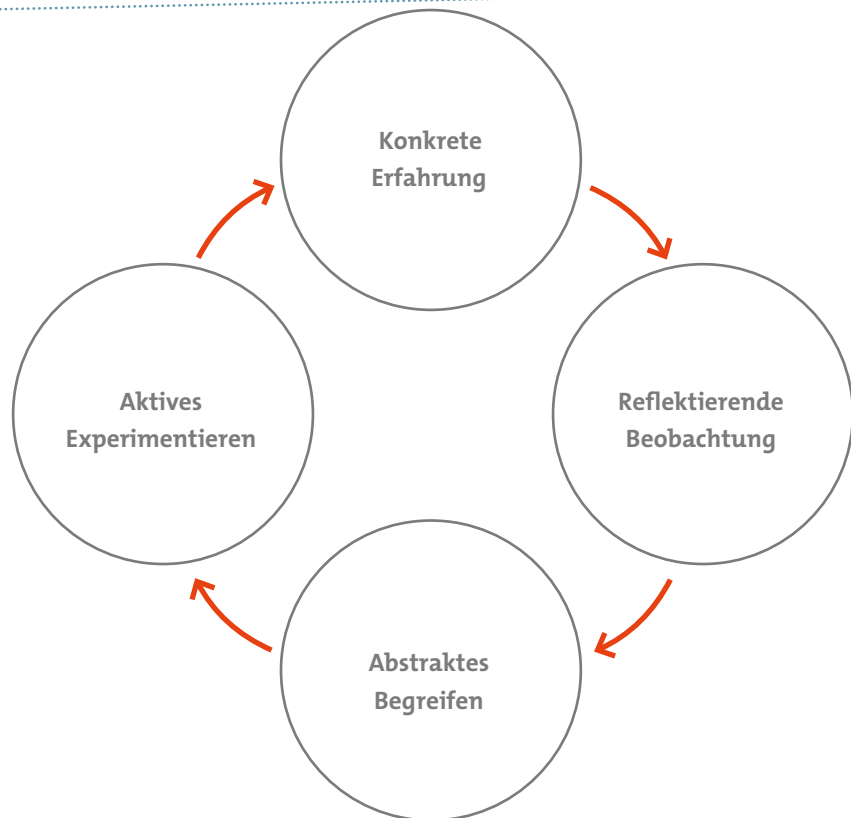 Konkrete
Erfahrung
Aktives
Experimentieren
Reflektierende
Beobachtung
Abstraktes
Begreifen